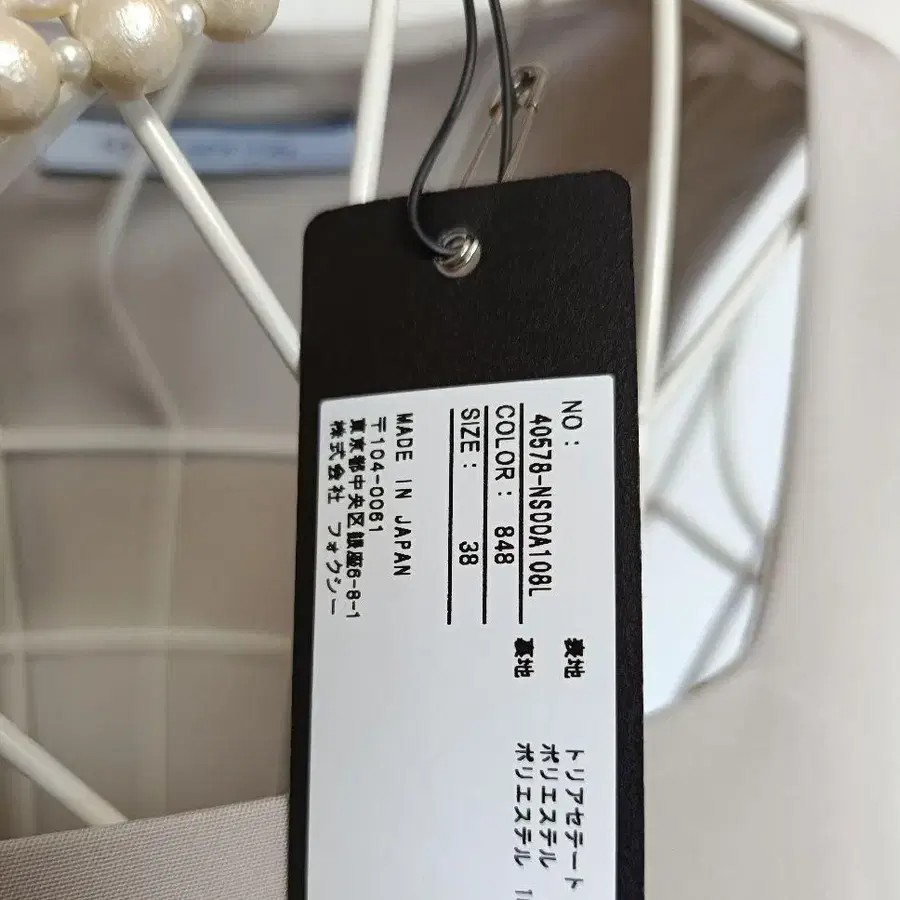 NO:
40578-NSDDA108L
COLOR: 848
SIZE: 38
MADE IN JAPAN
〒104-0061
東京都中央区銀座6-8-1
株式会社 フォクシー
表地 トリアセテート
ポリエステル
裏地 ポリエステル